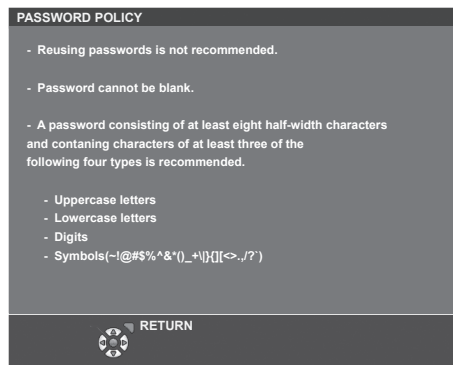 PASSWORD POLICY
- Reusing passwords is not recommended.
- Password cannot be blank.
- A password consisting of at least eight half-width characters
and contaning characters of at least three of the
following four types is recommended.
- Uppercase letters
- Lowercase letters
- Digits
- Symbols(~!@#$%^&*()_+\|}{][<>.,/?`)
RETURN